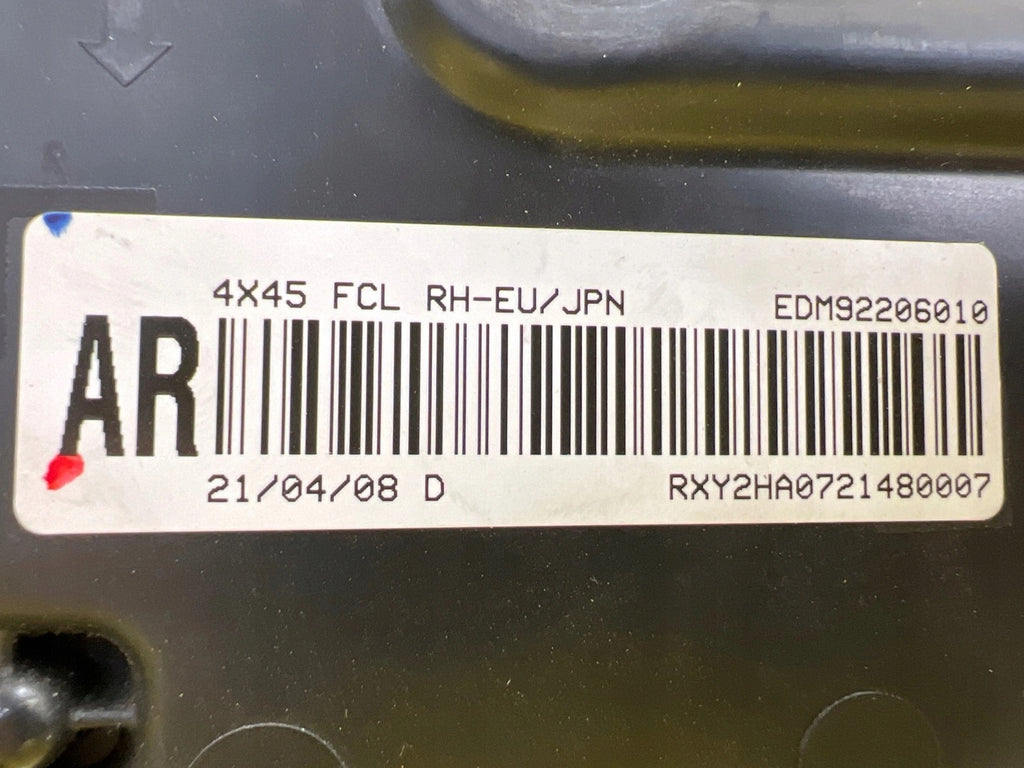 4X45 FCL RH-EU/JPN EDM92206010
AR
21/04/08 D RXY2HA0721480007